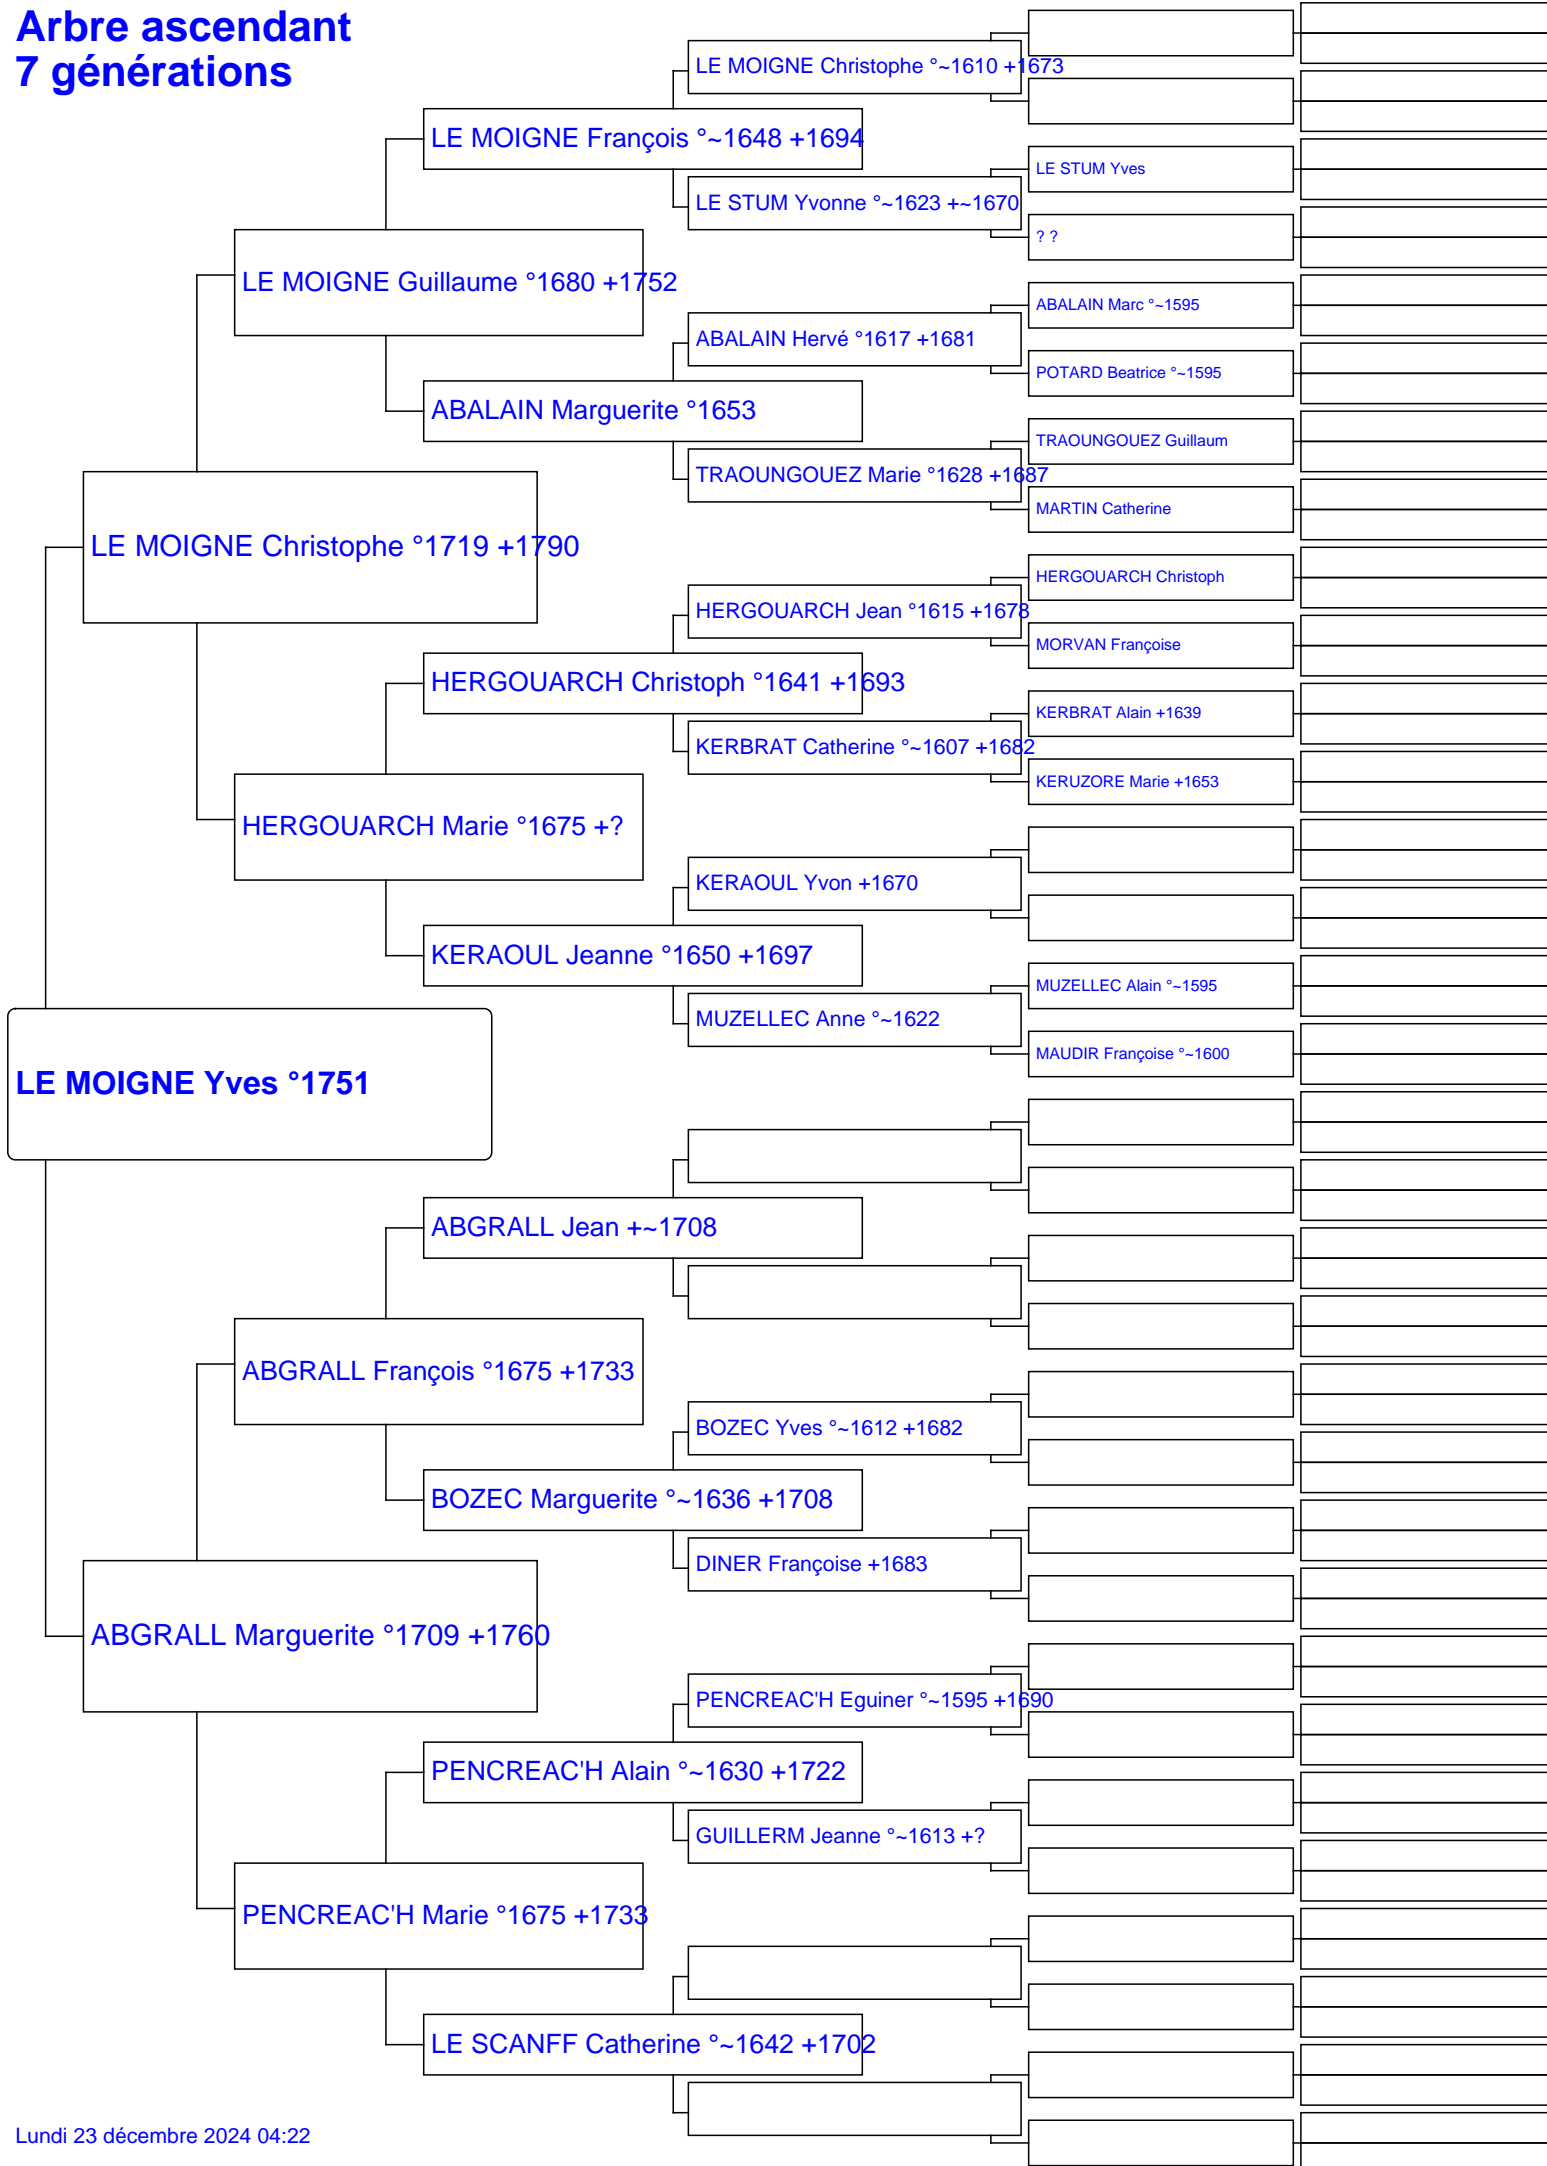 Arbre ascendant
7 générations
LE MOIGNE Christophe °~1610 +1673
LE MOIGNE François °~1648 +1694
LE STUM Yves
LE STUM Yvonne °~1623 +~1670
? ?
LE MOIGNE Guillaume °1680 +1752
ABALAIN Marc °~1595
ABALAIN Hervé °1617 +1681
POTARD Beatrice °~1595
ABALAIN Marguerite °1653
TRAOUNGOUEZ Guillaum
TRAOUNGOUEZ Marie °1628 +1687
MARTIN Catherine
LE MOIGNE Christophe °1719 +1790
HERGOUARCH Christoph
HERGOUARCH Jean °1615 +1678
MORVAN Françoise
HERGOUARCH Christoph °1641 +1693
KERBRAT Alain +1639
KERBRAT Catherine °~1607 +1682
KERUZORE Marie +1653
HERGOUARCH Marie °1675 +?
KERAOUL Yvon +1670
KERAOUL Jeanne °1650 +1697
MUZELLEC Alain °~1595
MUZELLEC Anne °~1622
MAUDIR Françoise °~1600
LE MOIGNE Yves °1751
ABGRALL Jean +~1708
ABGRALL François °1675 +1733
BOZEC Yves °~1612 +1682
BOZEC Marguerite °~1636 +1708
DINER Françoise +1683
ABGRALL Marguerite °1709 +1760
PENCREAC'H Eguiner °~1595 +1690
PENCREAC'H Alain °~1630 +1722
GUILLERM Jeanne °~1613 +?
PENCREAC'H Marie °1675 +1733
LE SCANFF Catherine °~1642 +1702
Lundi 23 décembre 2024 04:22